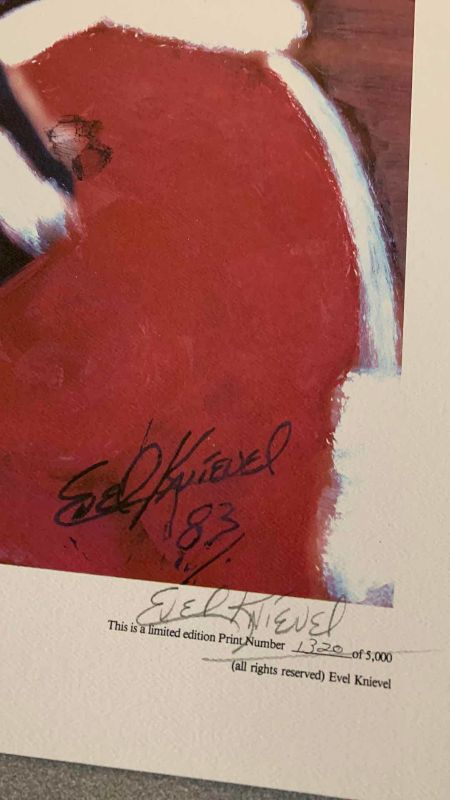 Evel Knievel
83
Evel Knievel
This is a limited edition Print Number 1320 of 5,000
(all rights reserved) Evel Knievel